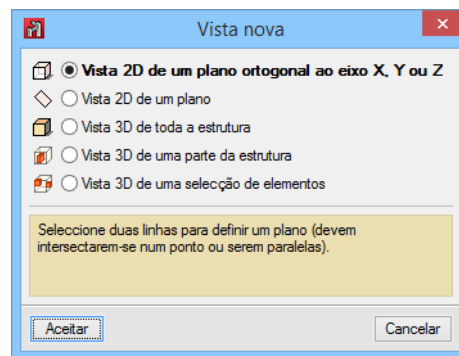 Vista nova
Vista 2D de um plano ortogonal ao eixo X, Y ou Z
Vista 2D de um plano
Vista 3D de toda a estrutura
Vista 3D de uma parte da estrutura
Vista 3D de uma selecção de elementos
Seleccione duas linhas para definir um plano (devem
intersectarem-se num ponto ou serem paralelas).
Aceitar
Cancelar